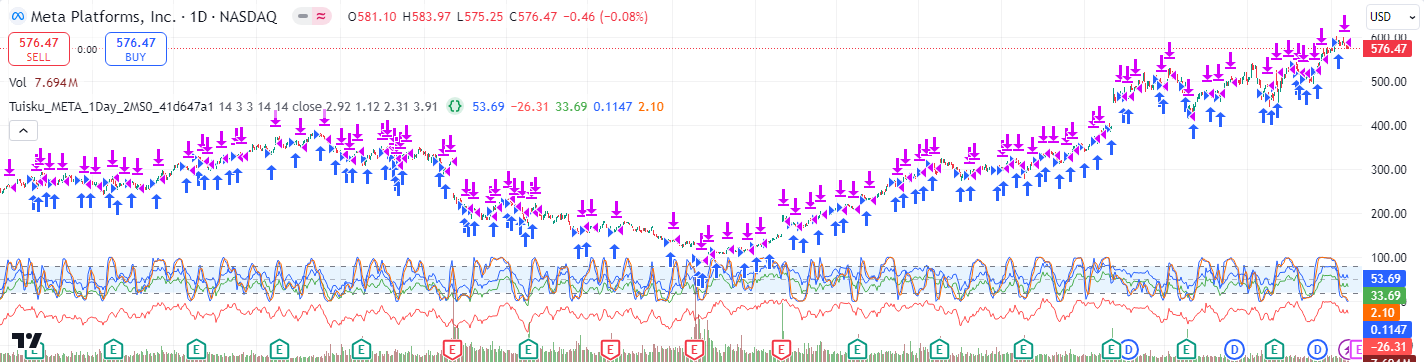 Meta Platforms, Inc. · 1D · NASDAQ O581.10 H583.97 L575.25 C576.47 −0.46 (−0.08%)
USD
576.47 SELL
0.00
576.47 BUY
Vol 7.694M
Tuisku_META_1Day_2MS0_41d647a1 14 3 3 14 14 close 2.92 1.12 2.31 3.91 53.69 −26.31 33.69 0.1147 2.10
600.00
576.47
500.00
400.00
300.00
200.00
100.00
53.69
33.69
2.10
0.1147
−26.31
E E E E E E E E E E E E E E D E D E D E